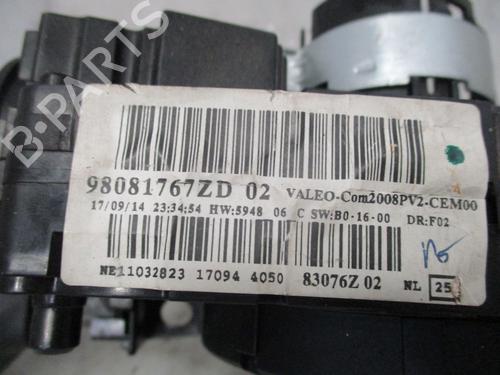 B-PARTS
98081767ZD 02 VALEO-Com2008PV2-CEM00
17/09/14 23:34:54 HW:5948 06 C SW:B0-16-00 DR:F02
NE11032823 17094 4050 83076Z 02 NL 25